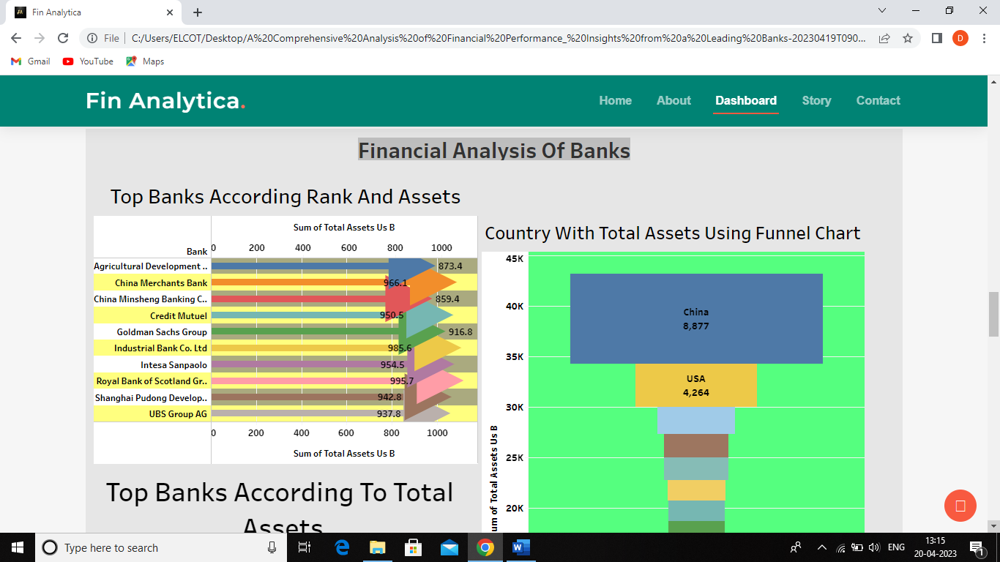 Fin Analytica
File
C:/Users/ELCOT/Desktop/A%20Comprehensive%20Analysis%20of%20Financial%20Performance_%20Insights%20from%20a%20Leading%20Banks-20230419T090...
D
Gmail
YouTube
Maps
Fin Analytica.
Home
About
Dashboard
Story
Contact
Financial Analysis Of Banks
Top Banks According Rank And Assets
Sum of Total Assets Us B
Bank
0 200 400 600 800 1000
Agricultural Development .. 873.4
China Merchants Bank 966.1
China Minsheng Banking C.. 859.4
Credit Mutuel 950.5
Goldman Sachs Group 916.8
Industrial Bank Co. Ltd 985.6
Intesa Sanpaolo 954.5
Royal Bank of Scotland Gr.. 995.7
Shanghai Pudong Develop.. 942.8
UBS Group AG 937.8
0 200 400 600 800 1000
Sum of Total Assets Us B
Top Banks According To Total
Assets
Country With Total Assets Using Funnel Chart
45K
40K
35K
30K
25K
20K
um of Total Assets Us B
China
8,877
USA
4,264
Type here to search
ENG
13:15
20-04-2023
1